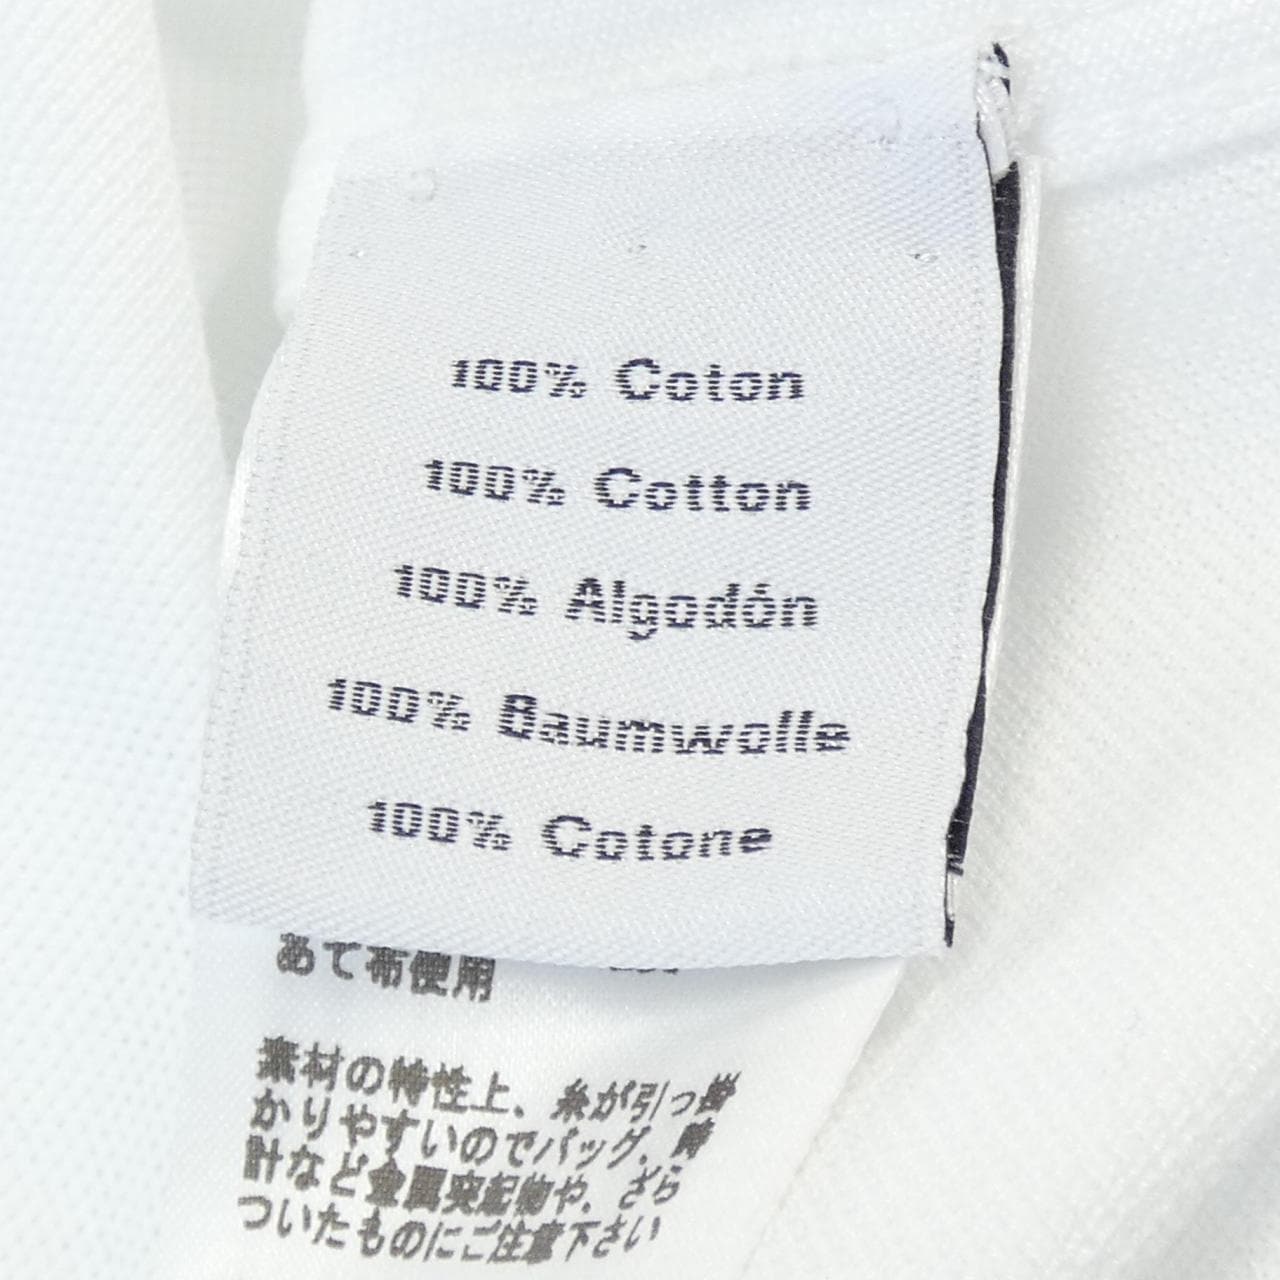 100% Coton
100% Cotton
100% Algodón
100% Baumwolle
100% Cotone
あて布使用
素材の特性上、糸が引っ掛
かりやすいのでバッグ、時
計など金属突起物や、ざら
ついたものにご注意下さい